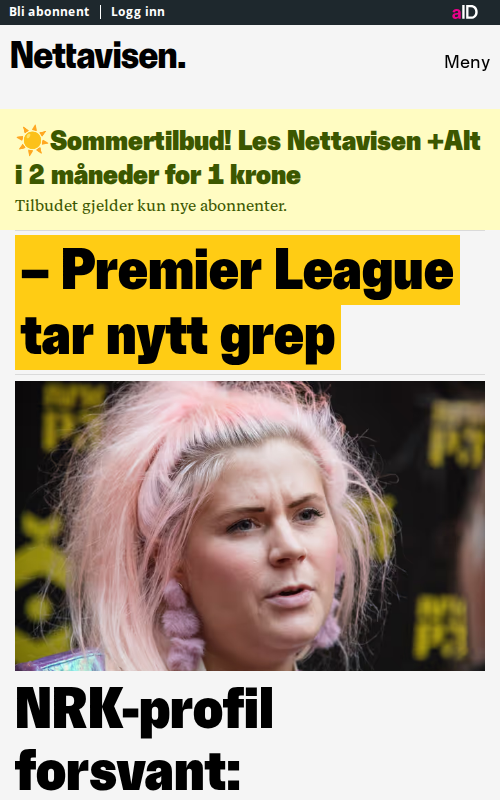 Bli abonnent | Logg inn
aID
Nettavisen.
Meny
☀️Sommertilbud! Les Nettavisen +Alt
i 2 måneder for 1 krone
Tilbudet gjelder kun nye abonnenter.
– Premier League
tar nytt grep
NRK-profil
forsvant: